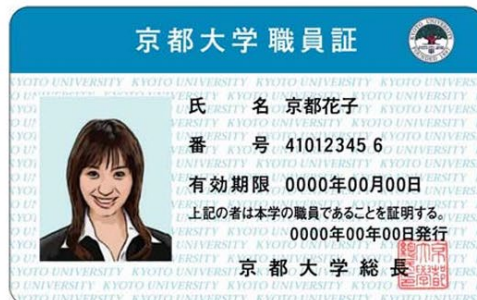 京都大学職員証
氏 名 京都花子
番 号 41012345 6
有効期限 0000年00月00日
上記の者は本学の職員であることを証明する。
0000年00年00日発行
京都大学総長